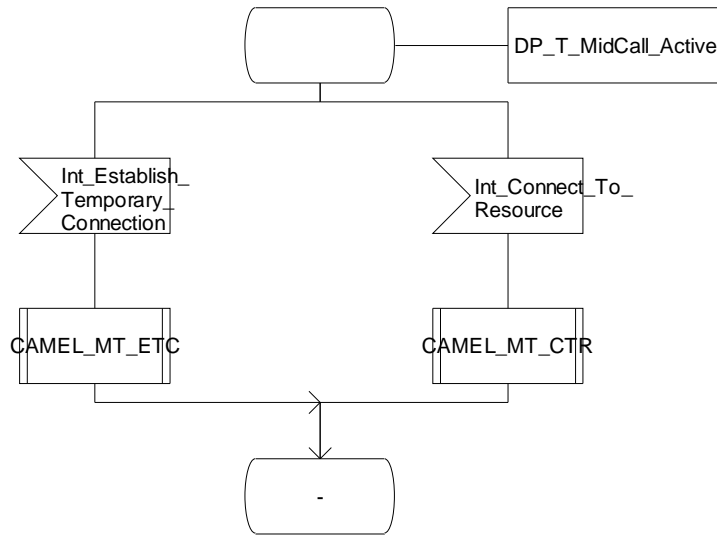 DP_T_MidCall_Active
Int_Establish_
Temporary_
Connection
Int_Connect_To_
Resource
CAMEL_MT_ETC
CAMEL_MT_CTR
-